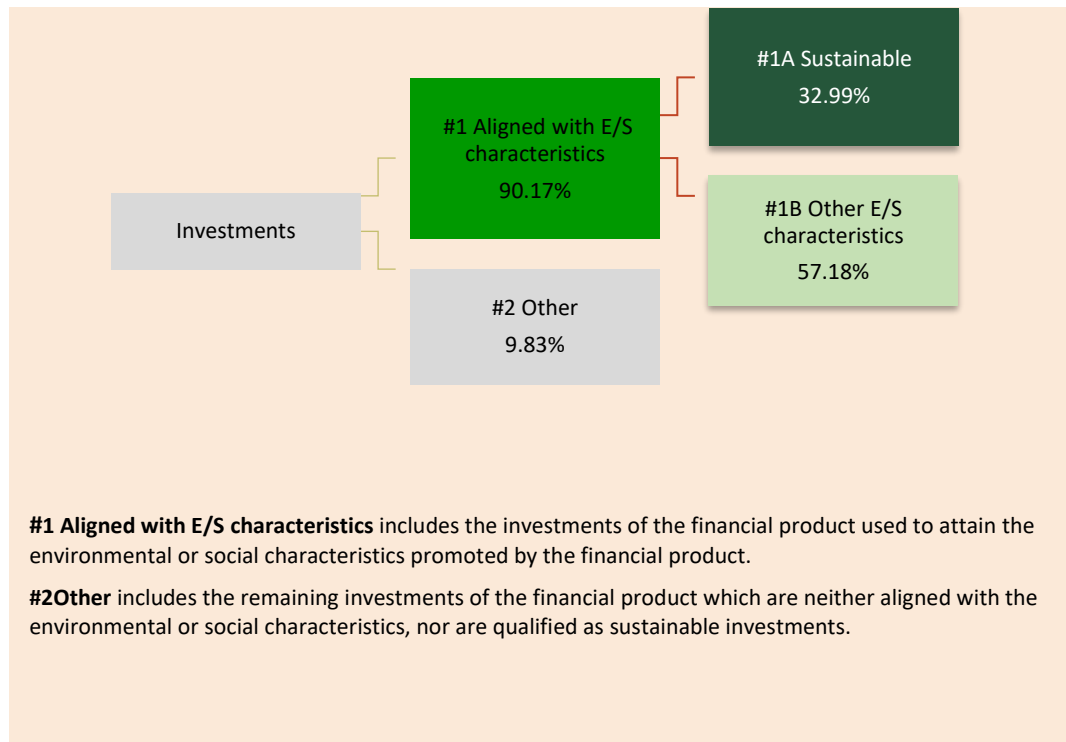 #1A Sustainable
32.99%
#1 Aligned with E/S
characteristics
90.17%
#1B Other E/S
characteristics
57.18%
Investments
#2 Other
9.83%
#1 Aligned with E/S characteristics includes the investments of the financial product used to attain the
environmental or social characteristics promoted by the financial product.
#2Other includes the remaining investments of the financial product which are neither aligned with the
environmental or social characteristics, nor are qualified as sustainable investments.